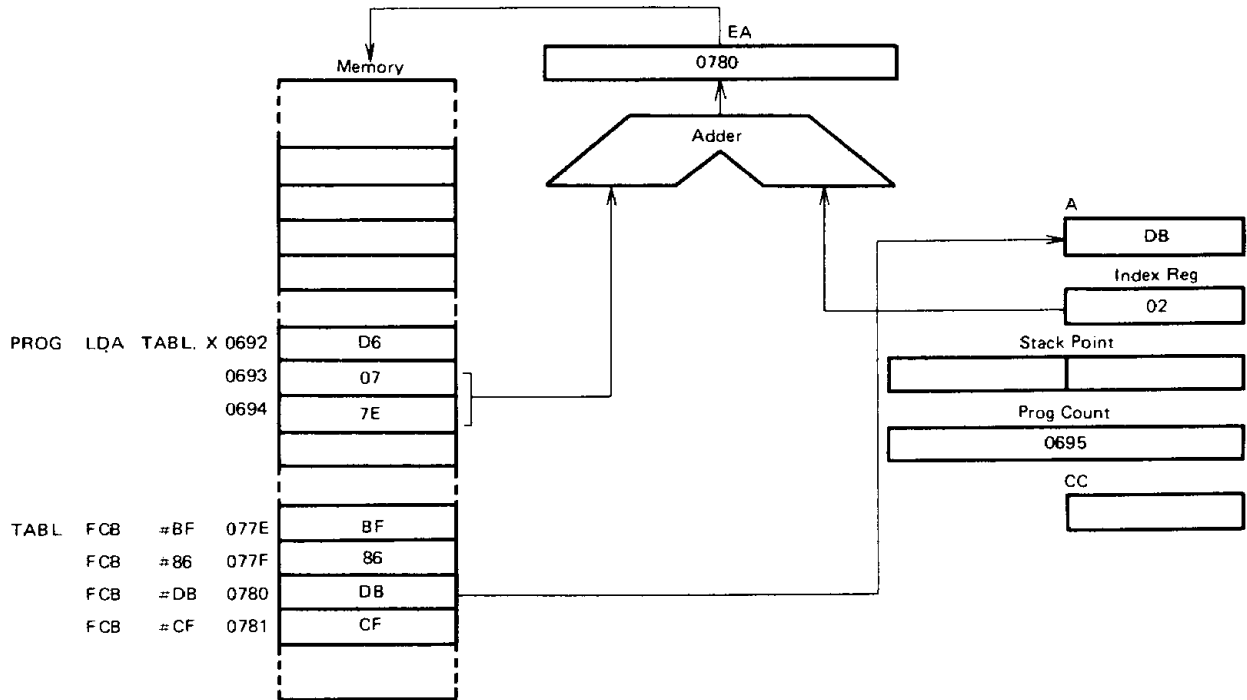 EA
0780
Memory
Adder
A
DB
Index Reg
02
Stack Point
PROG LDA TABL, X 0692 D6
0693 07
0694 7E
Prog Count
0695
CC
TABL FCB #BF 077E BF
FCB #86 077F 86
FCB #DB 0780 DB
FCB #CF 0781 CF